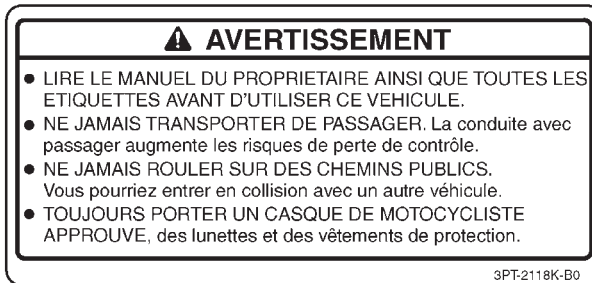 AVERTISSEMENT
● LIRE LE MANUEL DU PROPRIETAIRE AINSI QUE TOUTES LES
ETIQUETTES AVANT D'UTILISER CE VEHICULE.
● NE JAMAIS TRANSPORTER DE PASSAGER. La conduite avec
passager augmente les risques de perte de contrôle.
● NE JAMAIS ROULER SUR DES CHEMINS PUBLICS.
Vous pourriez entrer en collision avec un autre véhicule.
● TOUJOURS PORTER UN CASQUE DE MOTOCYCLISTE
APPROUVE, des lunettes et des vêtements de protection.
3PT-2118K-B0